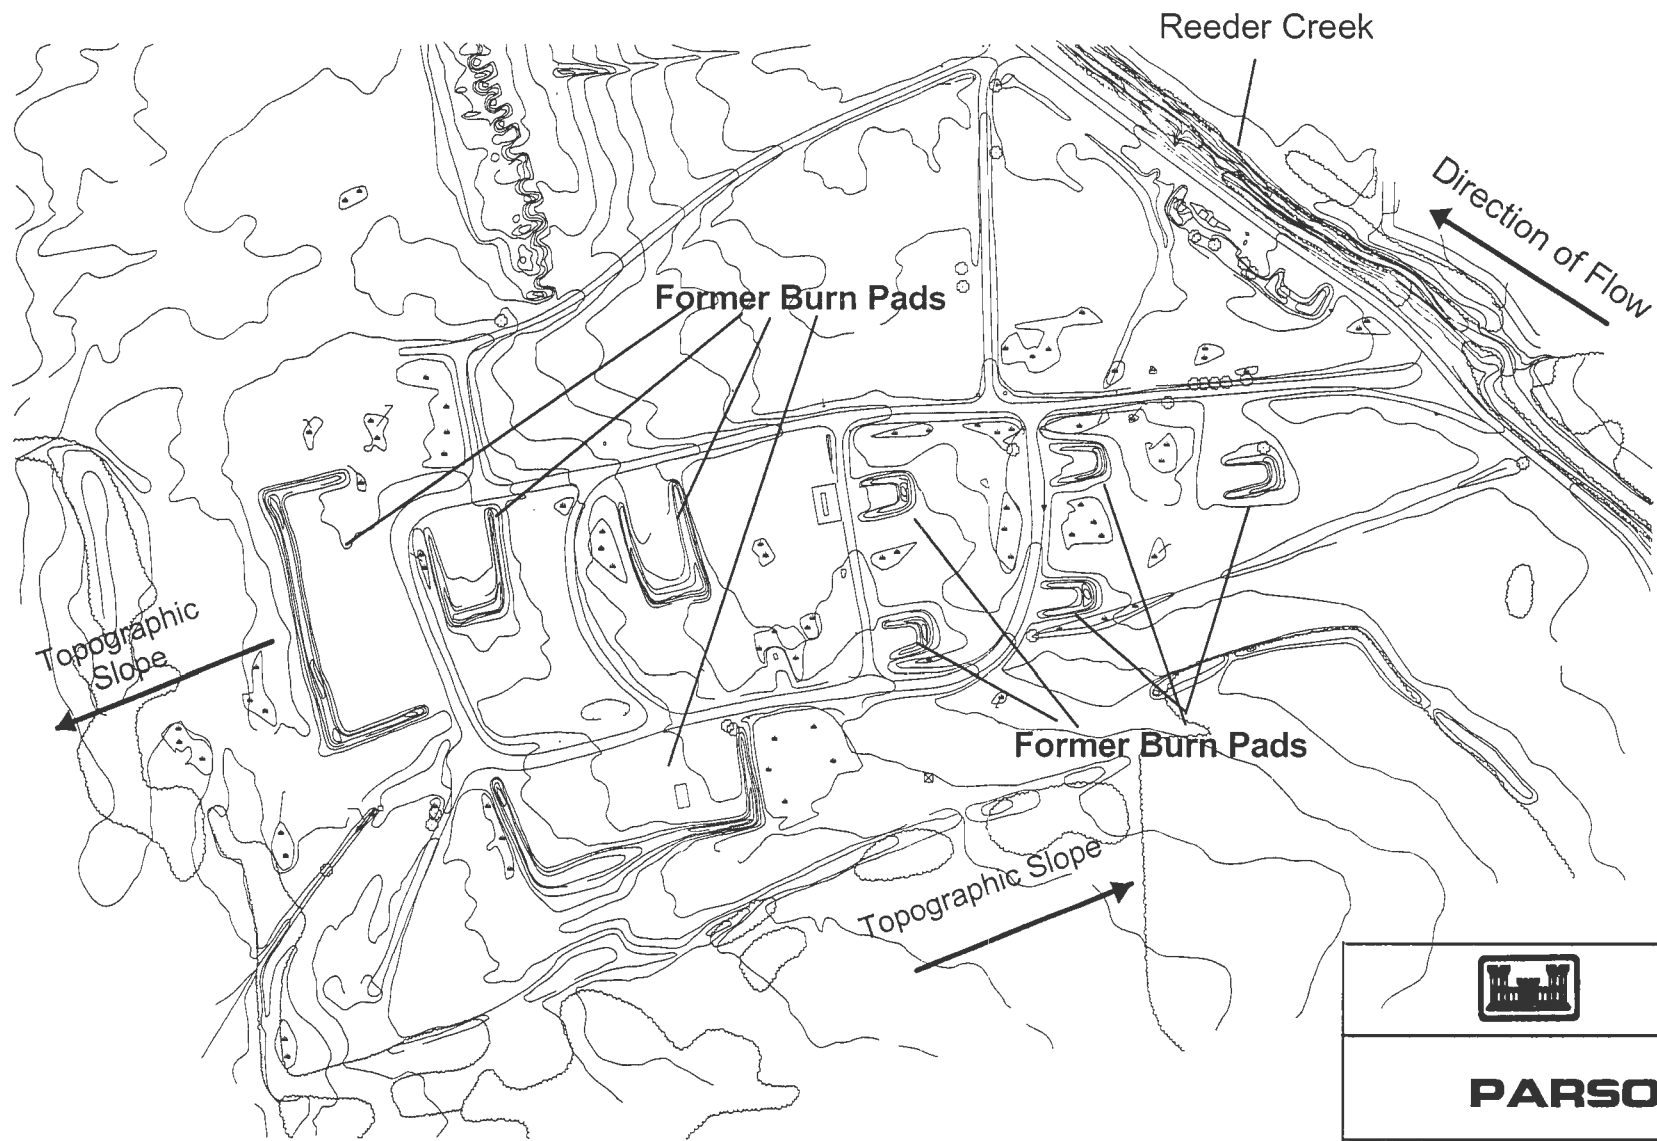 Reeder Creek
Direction of Flow
Former Burn Pads
Topographic
Slope
Former Burn Pads
Topographic Slope
PARSO